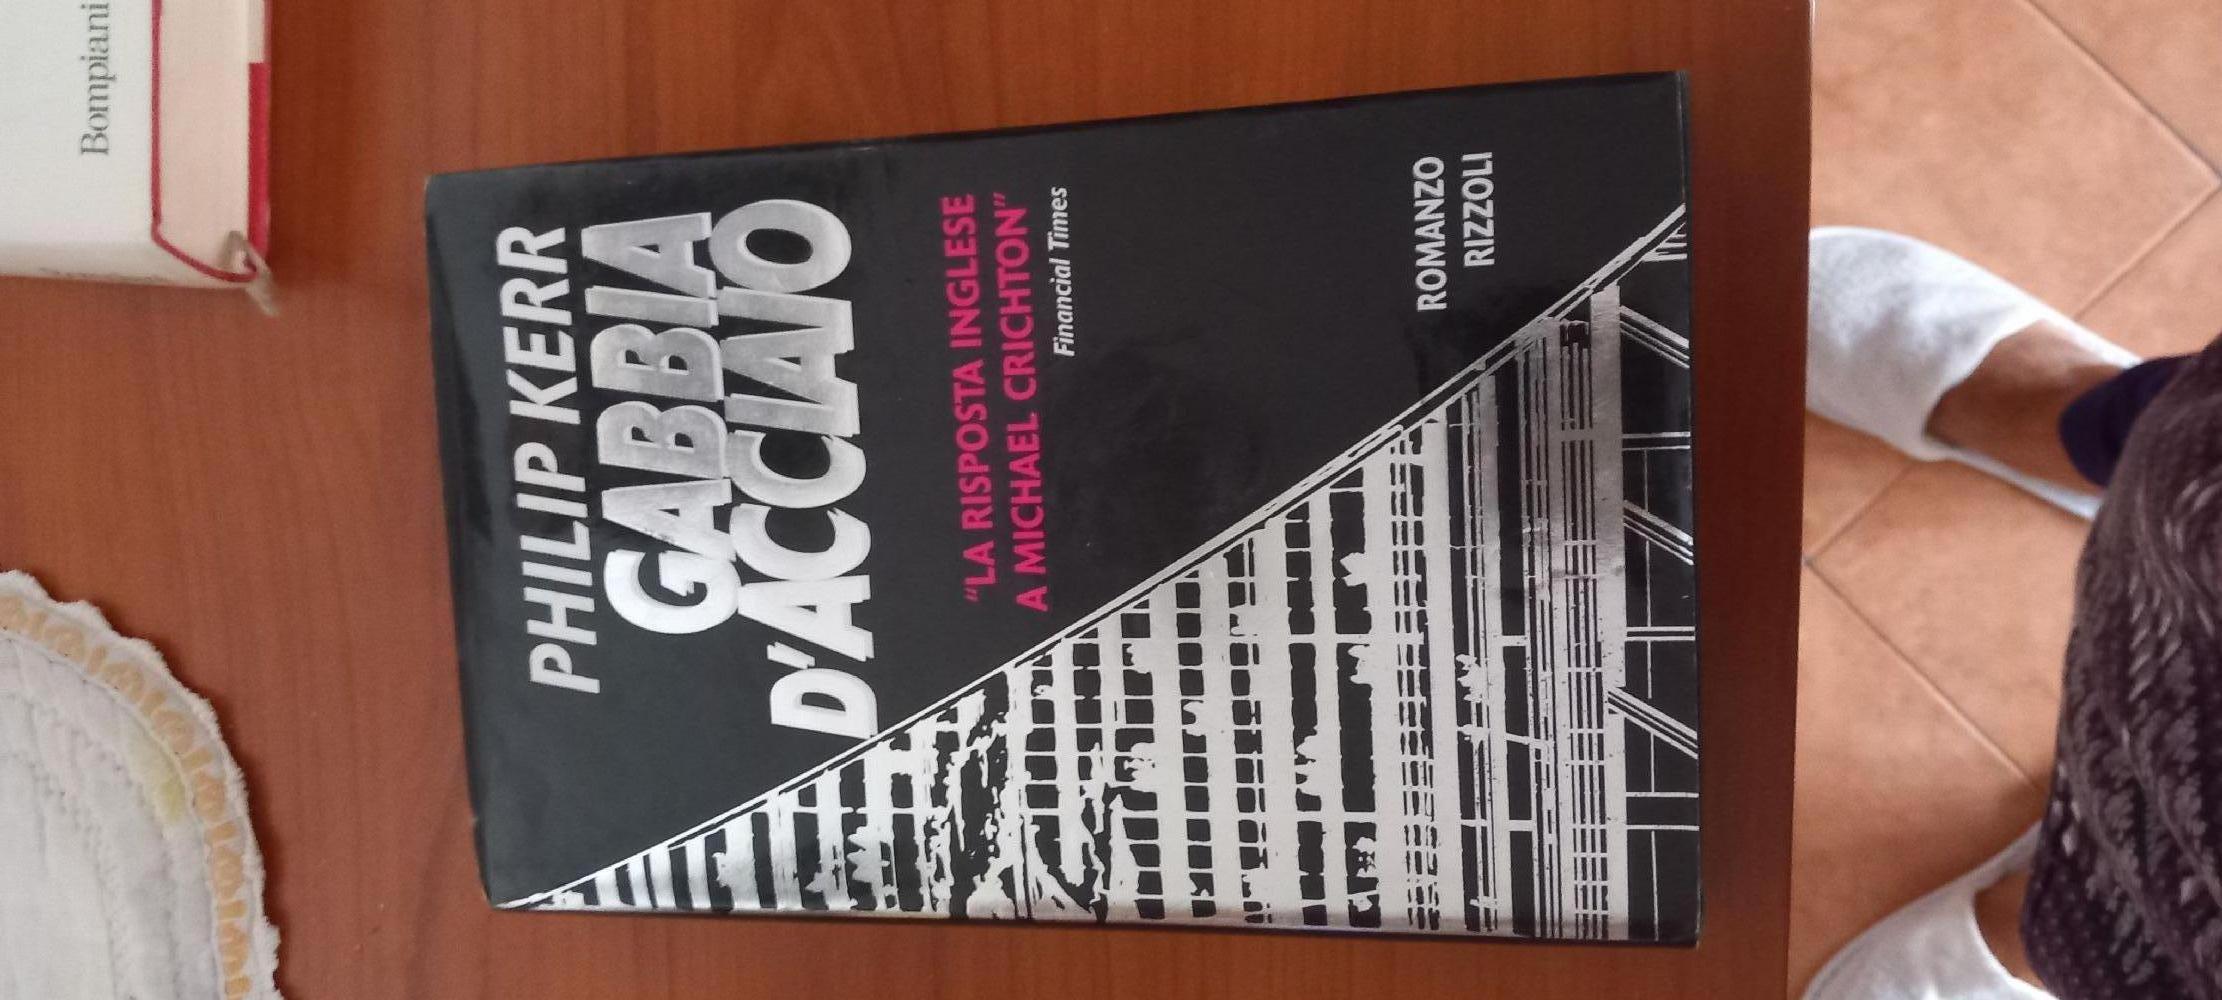 PHILIP KERR
GABBIA
D'ACCIAIO
"LA RISPOSTA INGLESE
A MICHAEL CRICHTON"
Financial Times
ROMANZO
RIZZOLI
Bompiani